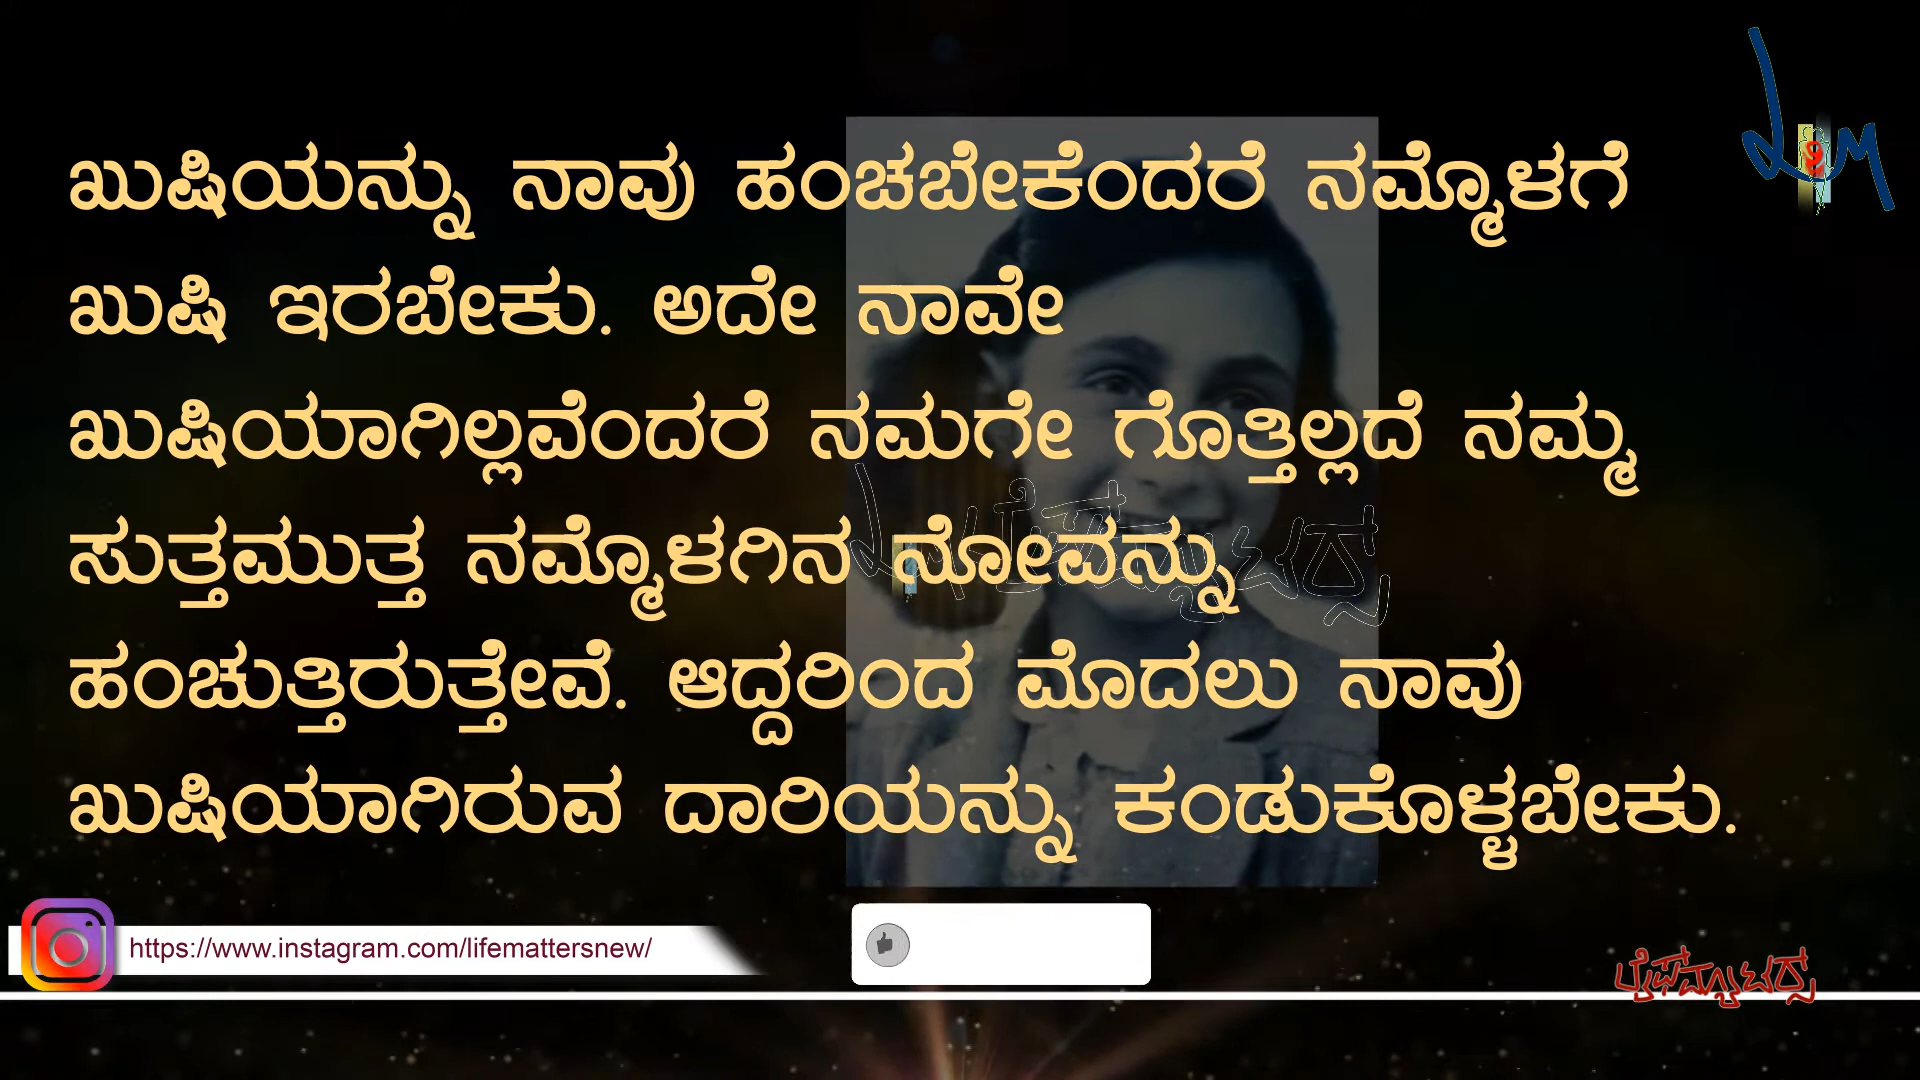 ಖುಷಿಯನ್ನು ನಾವು ಹಂಚಬೇಕೆಂದರೆ ನಮ್ಮೊಳಗೆ
ಖುಷಿ ಇರಬೇಕು. ಅದೇ ನಾವೇ
ಖುಷಿಯಾಗಿಲ್ಲವೆಂದರೆ ನಮಗೇ ಗೊತ್ತಿಲ್ಲದೆ ನಮ್ಮ
ಸುತ್ತಮುತ್ತ ನಮ್ಮೊಳಗಿನ ನೋವನ್ನು
ಹಂಚುತ್ತಿರುತ್ತೇವೆ. ಆದ್ದರಿಂದ ಮೊದಲು ನಾವು
ಖುಷಿಯಾಗಿರುವ ದಾರಿಯನ್ನು ಕಂಡುಕೊಳ್ಳಬೇಕು.
https://www.instagram.com/lifemattersnew/
ಲೈಫ್‌ಮ್ಯಾಟರ್ಸ್